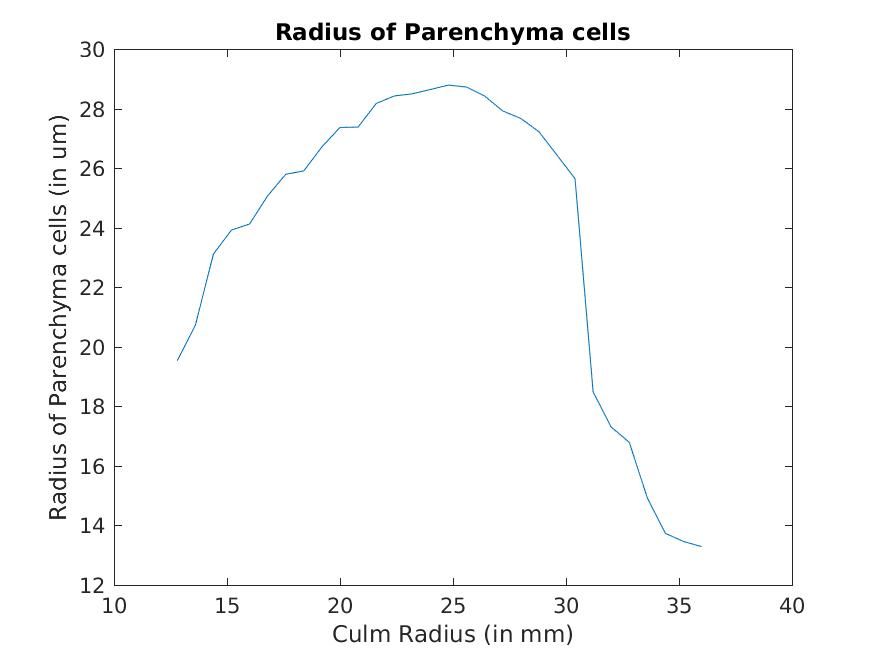 Radius of Parenchyma cells
Radius of Parenchyma cells (in um)
30
28
26
24
22
20
18
16
14
12
10 15 20 25 30 35 40
Culm Radius (in mm)